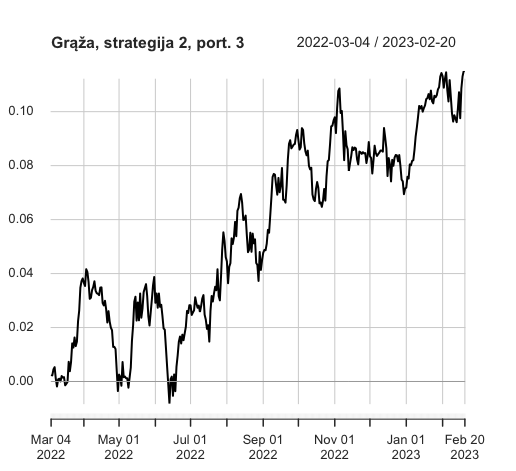 Grąža, strategija 2, port. 3 2022-03-04 / 2023-02-20
0.10
0.08
0.06
0.04
0.02
0.00
Mar 04 May 01 Jul 01 Sep 01 Nov 01 Jan 01 Feb 20
2022 2022 2022 2022 2022 2023 2023